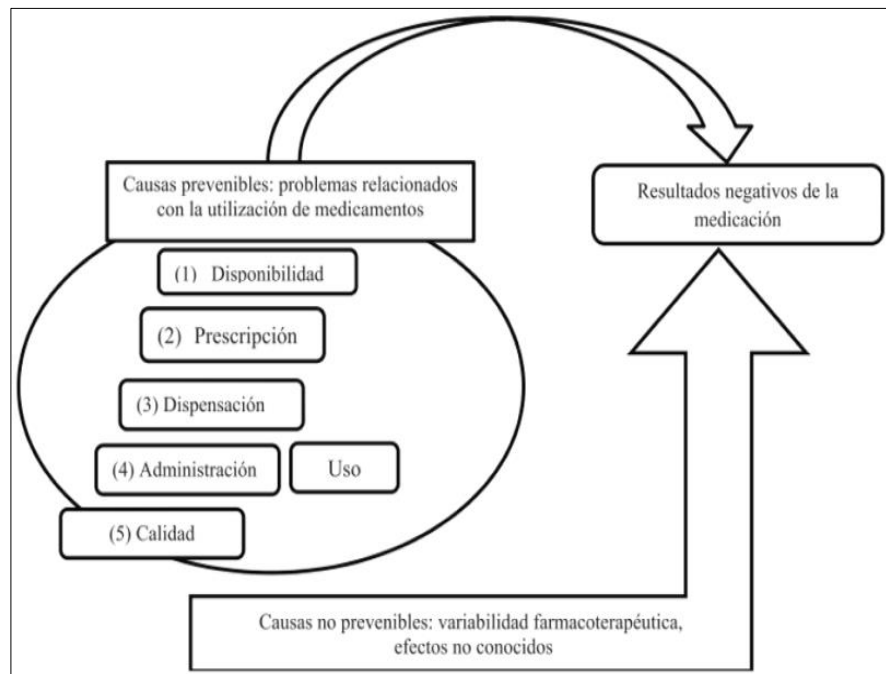 Causas prevenibles: problemas relacionados
con la utilización de medicamentos
Resultados negativos de la
medicación
(1) Disponibilidad
(2) Prescripción
(3) Dispensación
(4) Administración
Uso
(5) Calidad
Causas no prevenibles: variabilidad farmacoterapéutica,
efectos no conocidos